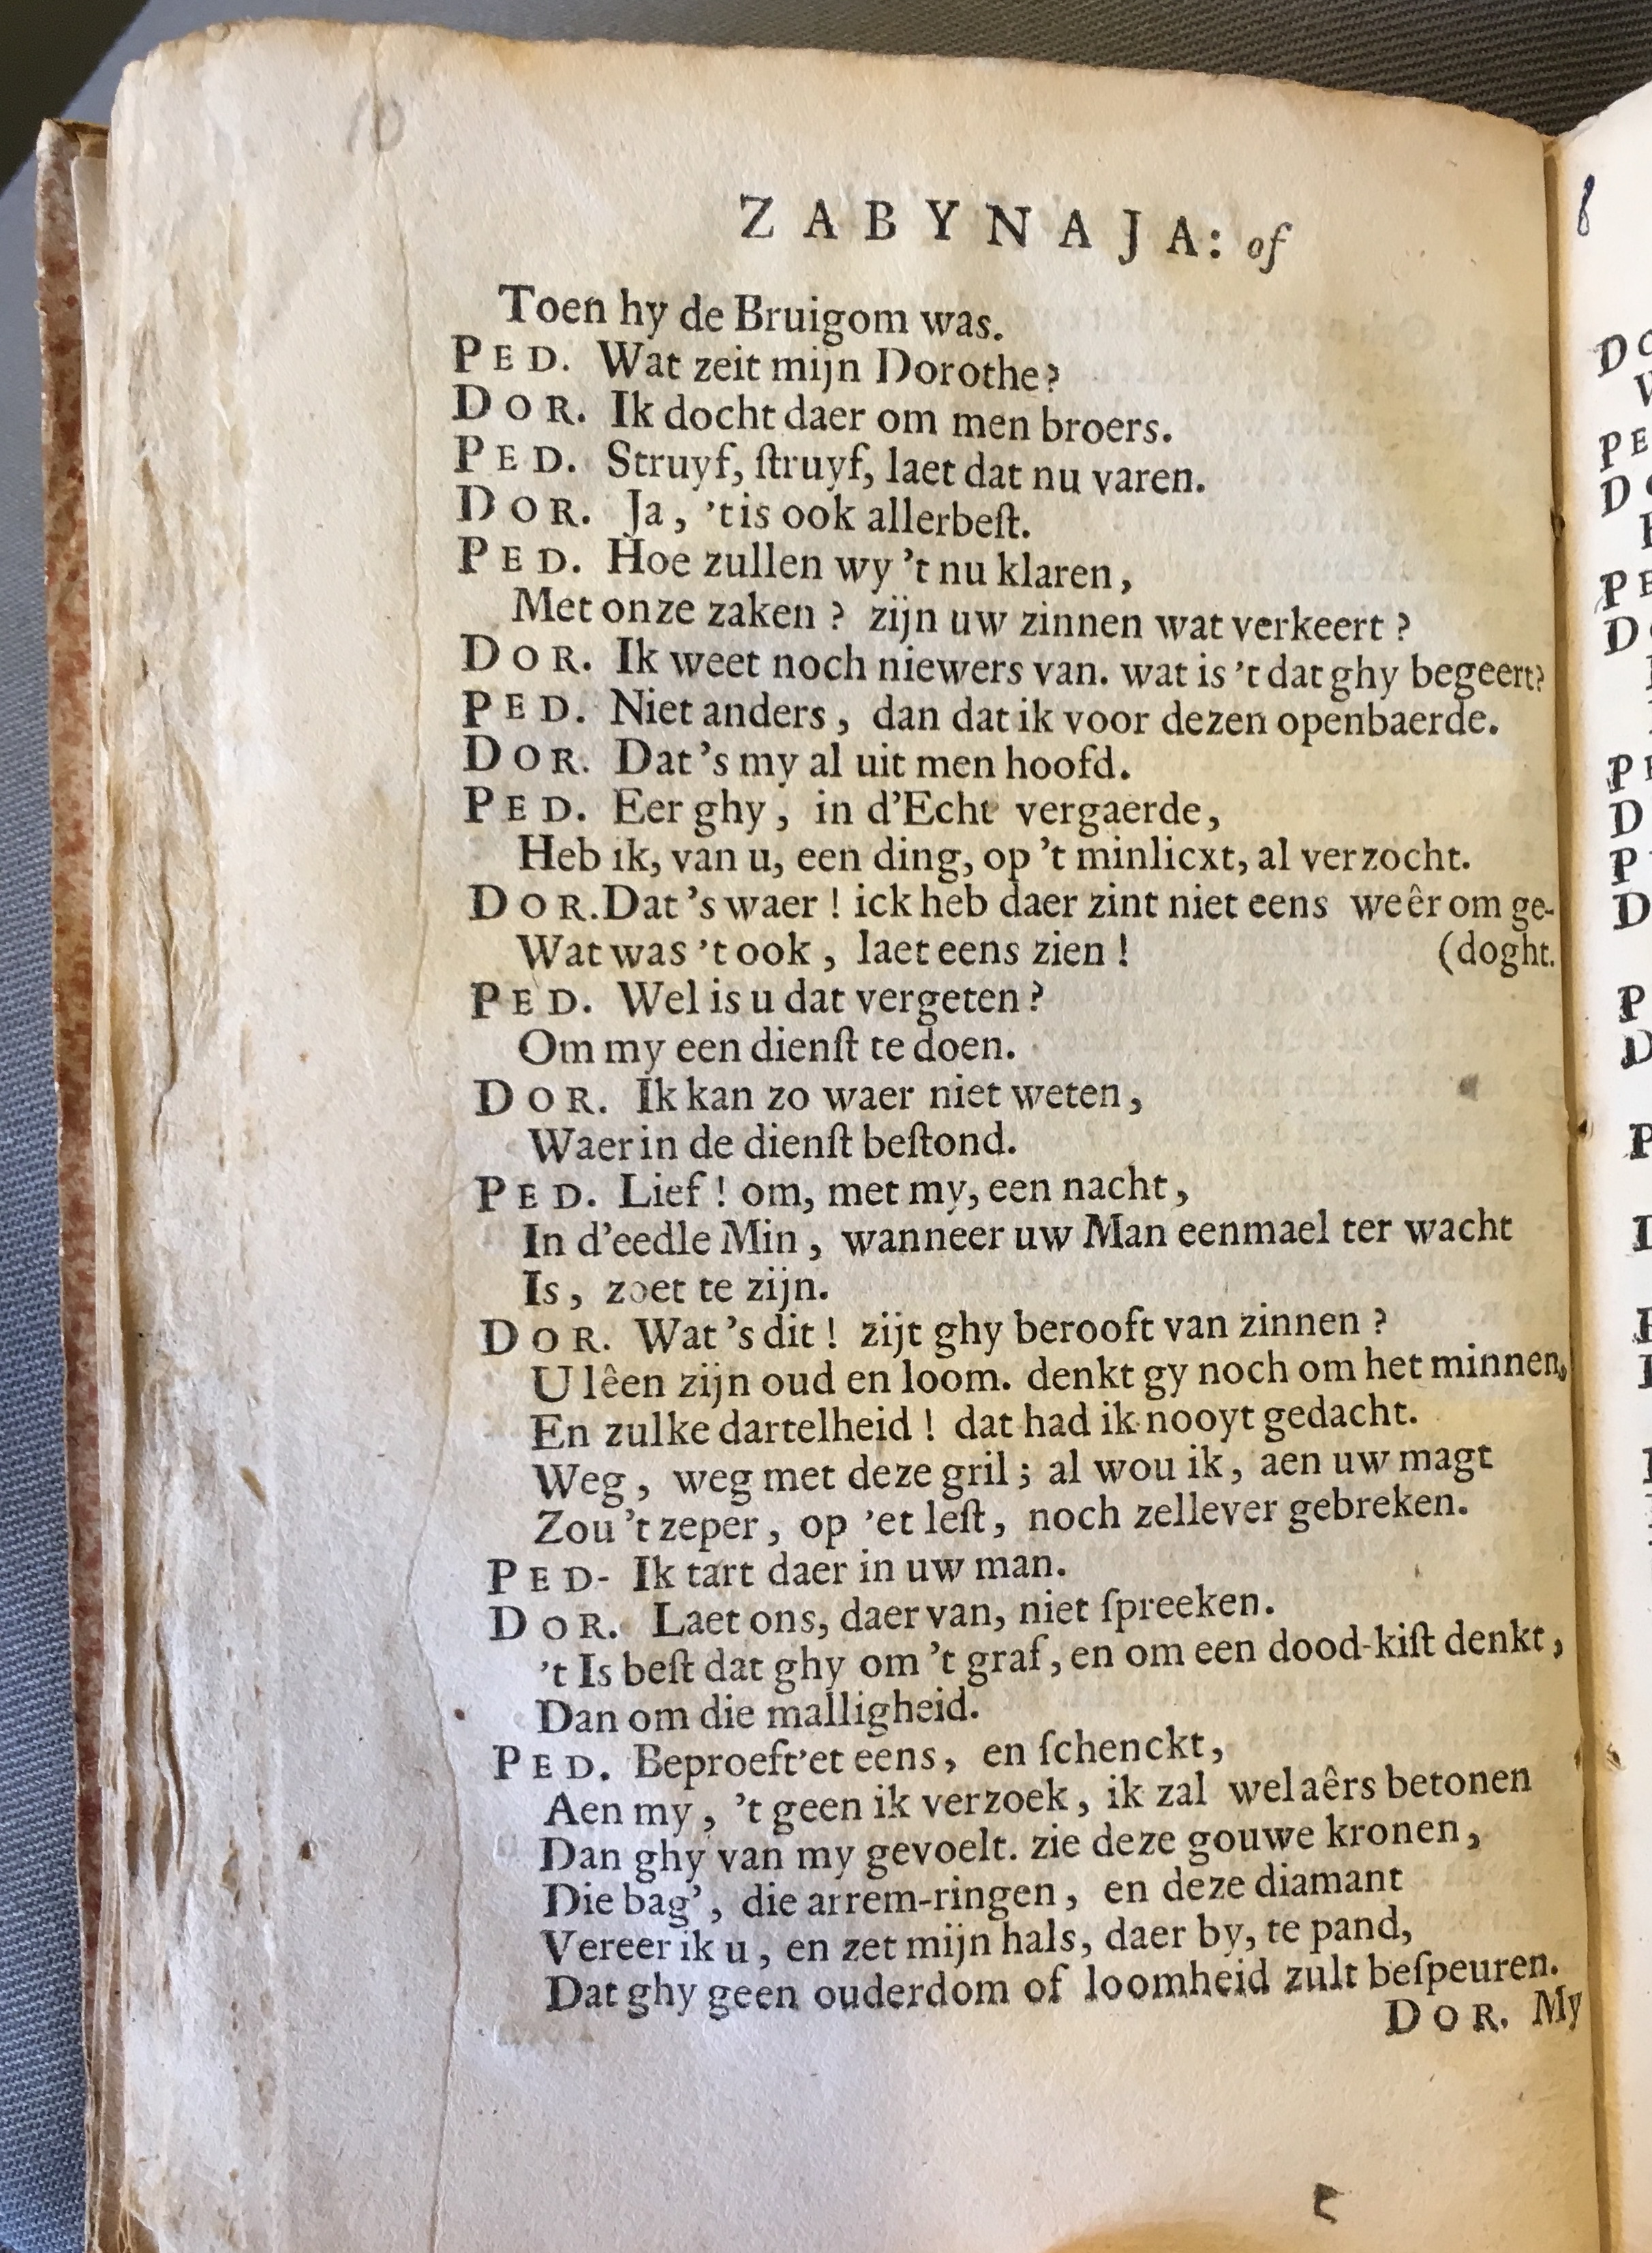 10
ZABYNAJA: of
Toen hy de Bruigom was.
PED. Wat zeit mijn Dorothe?
DOR. Ik docht daer om men broers.
PED. Struyf, ſtruyf, laet dat nu varen.
DOR. Ja, 'tis ook allerbeſt.
PED. Hoe zullen wy 't nu klaren,
Met onze zaken? zijn uw zinnen wat verkeert?
DOR. Ik weet noch niewers van. wat is 't dat ghy begeert?
PED. Niet anders, dan dat ik voor dezen openbaerde.
DOR. Dat 's my al uit men hoofd.
PED. Eer ghy, in d'Echt vergaerde,
Heb ik, van u, een ding, op 't minlicxt, al verzocht.
DOR. Dat 's waer! ick heb daer zint niet eens weêrom ge-
Wat was 't ook, laet eens zien! (doght.
PED. Wel is u dat vergeten?
Om my een dienſt te doen.
DOR. Ik kan zo waer niet weten,
Waerin de dienſt beſtond.
PED. Lief! om, met my, een nacht,
In d'eedle Min, wanneer uw Man eenmael ter wacht
Is, zoet te zijn.
DOR. Wat 's dit! zijt ghy berooft van zinnen?
U lêen zijn oud en loom. denkt gy noch om het minnen,
En zulke dartelheid! dat had ik nooyt gedacht.
Weg, weg met deze gril; al wou ik, aen uw magt
Zou 't zeper, op 'et leſt, noch zellever gebreken.
PED- Ik tart daer in uw man.
DOR. Laet ons, daer van, niet ſpreeken.
't Is beſt dat ghy om 't graf, en om een dood-kiſt denkt,
Dan om die malligheid.
PED. Beproeft'et eens, en ſchenckt,
Aen my, 't geen ik verzoek, ik zal wel aêrs betonen
Dan ghy van my gevoelt. zie deze gouwe kronen,
Die bag', die arrem-ringen, en deze diamant
Vereer ik u, en zet mijn hals, daer by, te pand,
Dat ghy geen ouderdom of loomheid zult beſpeuren.
DOR. My